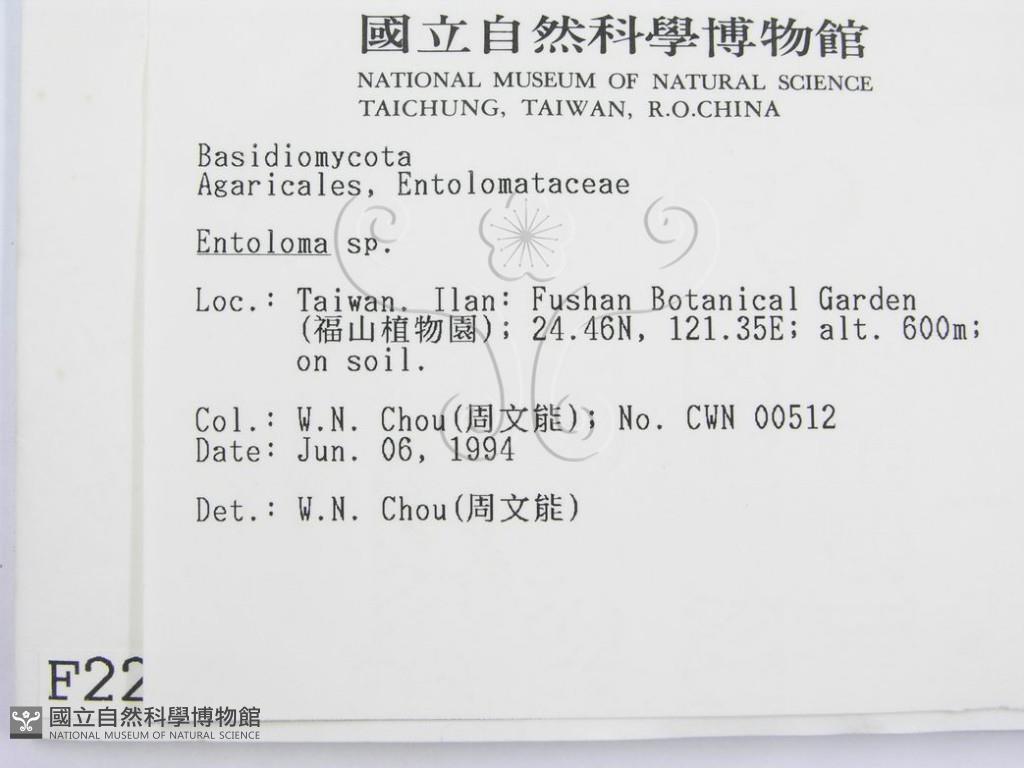 國立自然科學博物館
NATIONAL MUSEUM OF NATURAL SCIENCE
TAICHUNG, TAIWAN, R.O.CHINA
Basidiomycota
Agaricales, Entolomataceae
Entoloma sp.
Loc.: Taiwan. Ilan: Fushan Botanical Garden
(福山植物園); 24.46N, 121.35E; alt. 600m;
on soil.
Col.: W.N. Chou(周文能); No. CWN 00512
Date: Jun. 06, 1994
Det.: W.N. Chou(周文能)
F22
國立自然科學博物館
NATIONAL MUSEUM OF NATURAL SCIENCE